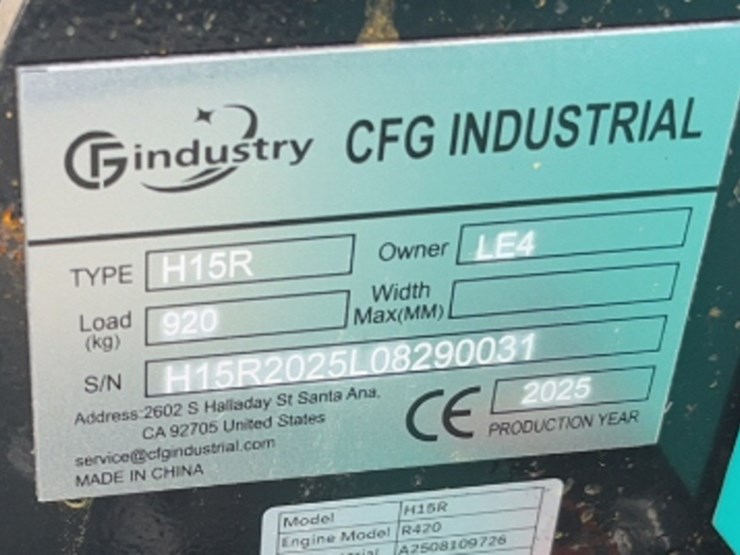 CFG industry CFG INDUSTRIAL
TYPE H15R Owner LE4
Load (kg) 920 Width Max(MM)
S/N H15R2025L08290031
Address:2602 S Halladay St Santa Ana,
CA 92705 United States
service@cfgindustrial.com
MADE IN CHINA
CE 2025
PRODUCTION YEAR
Model H15R
Engine Model R420
A2508109726